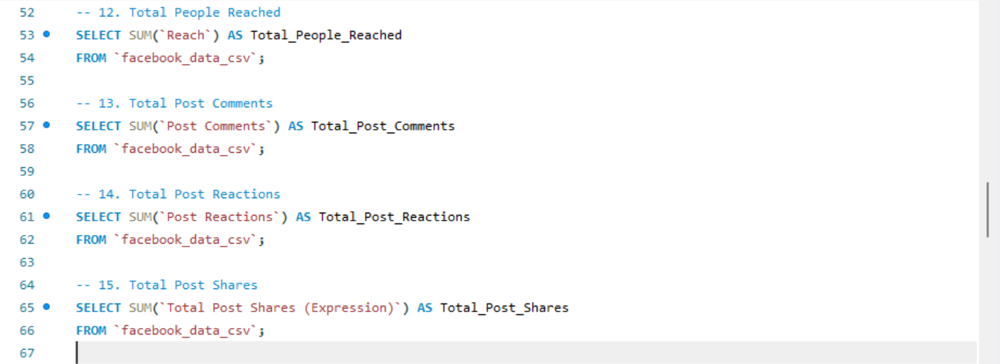 52 -- 12. Total People Reached
53 SELECT SUM(`Reach`) AS Total_People_Reached
54 FROM `facebook_data_csv`;
55
56 -- 13. Total Post Comments
57 SELECT SUM(`Post Comments`) AS Total_Post_Comments
58 FROM `facebook_data_csv`;
59
60 -- 14. Total Post Reactions
61 SELECT SUM(`Post Reactions`) AS Total_Post_Reactions
62 FROM `facebook_data_csv`;
63
64 -- 15. Total Post Shares
65 SELECT SUM(`Total Post Shares (Expression)`) AS Total_Post_Shares
66 FROM `facebook_data_csv`;
67